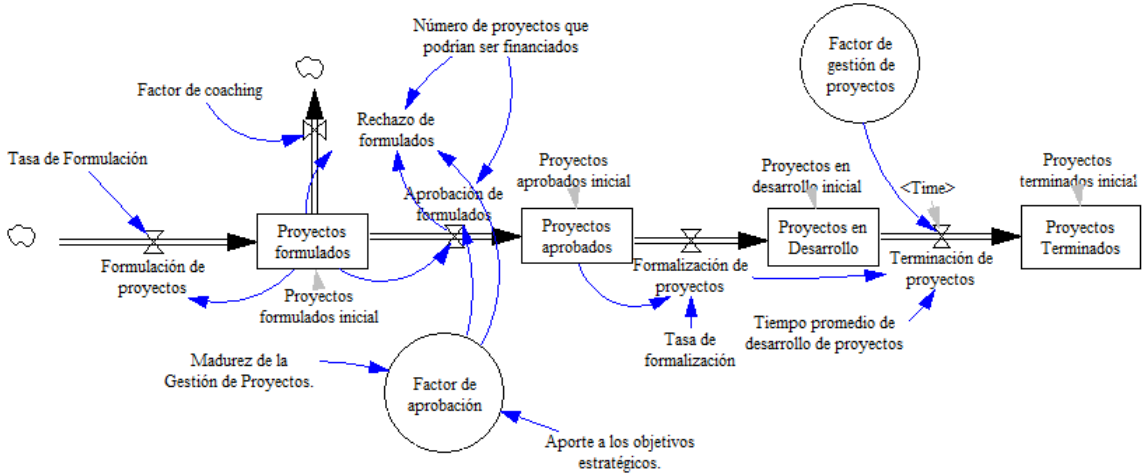 Número de proyectos que
podrían ser financiados
Factor de
gestión de
proyectos
Factor de coaching
Rechazo de
formulados
Tasa de Formulación
Proyectos
aprobados inicial
Proyectos en
desarrollo inicial
<Time>
Proyectos
terminados inicial
Aprobación de
formulados
Proyectos
formulados
Proyectos
aprobados
Proyectos en
Desarrollo
Proyectos
Terminados
Formulación de
proyectos
Formalización de
proyectos
Terminación de
proyectos
Proyectos
formulados inicial
Tasa de
formalización
Tiempo promedio de
desarrollo de proyectos
Madurez de la
Gestión de Proyectos.
Factor de
aprobación
Aporte a los objetivos
estratégicos.